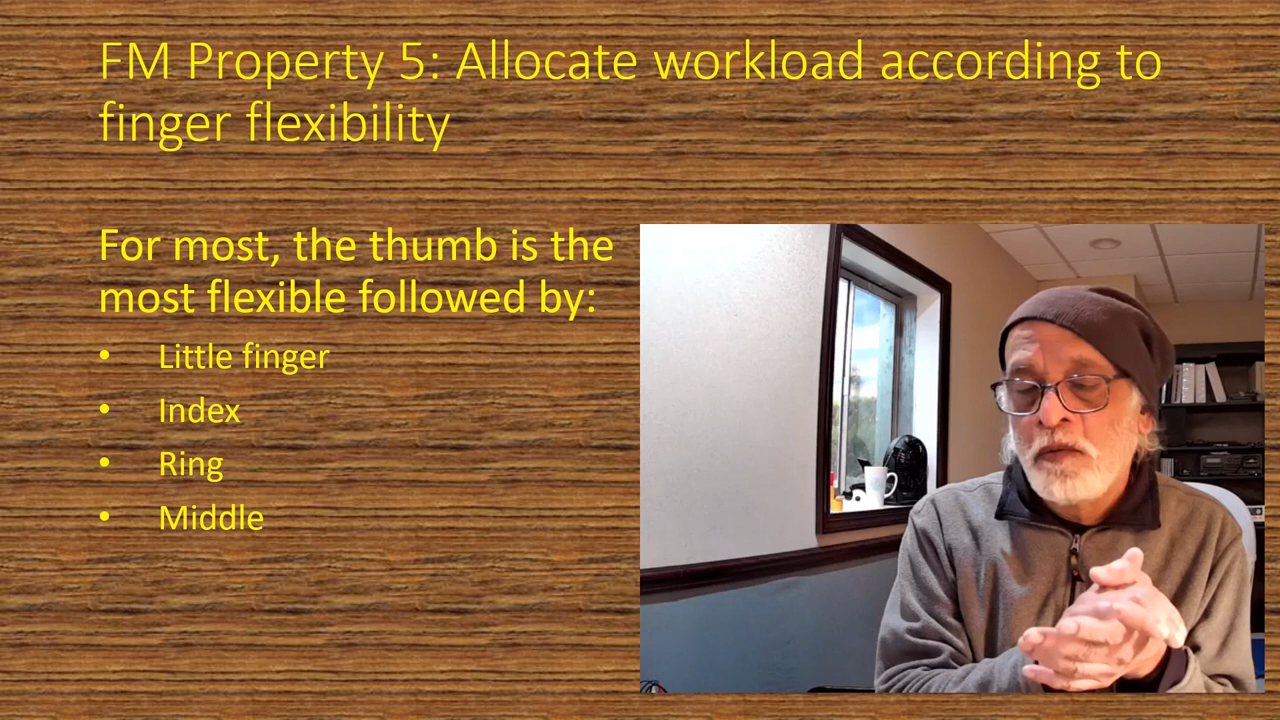 FM Property 5: Allocate workload according to
finger flexibility
For most, the thumb is the
most flexible followed by:
• Little finger
• Index
• Ring
• Middle